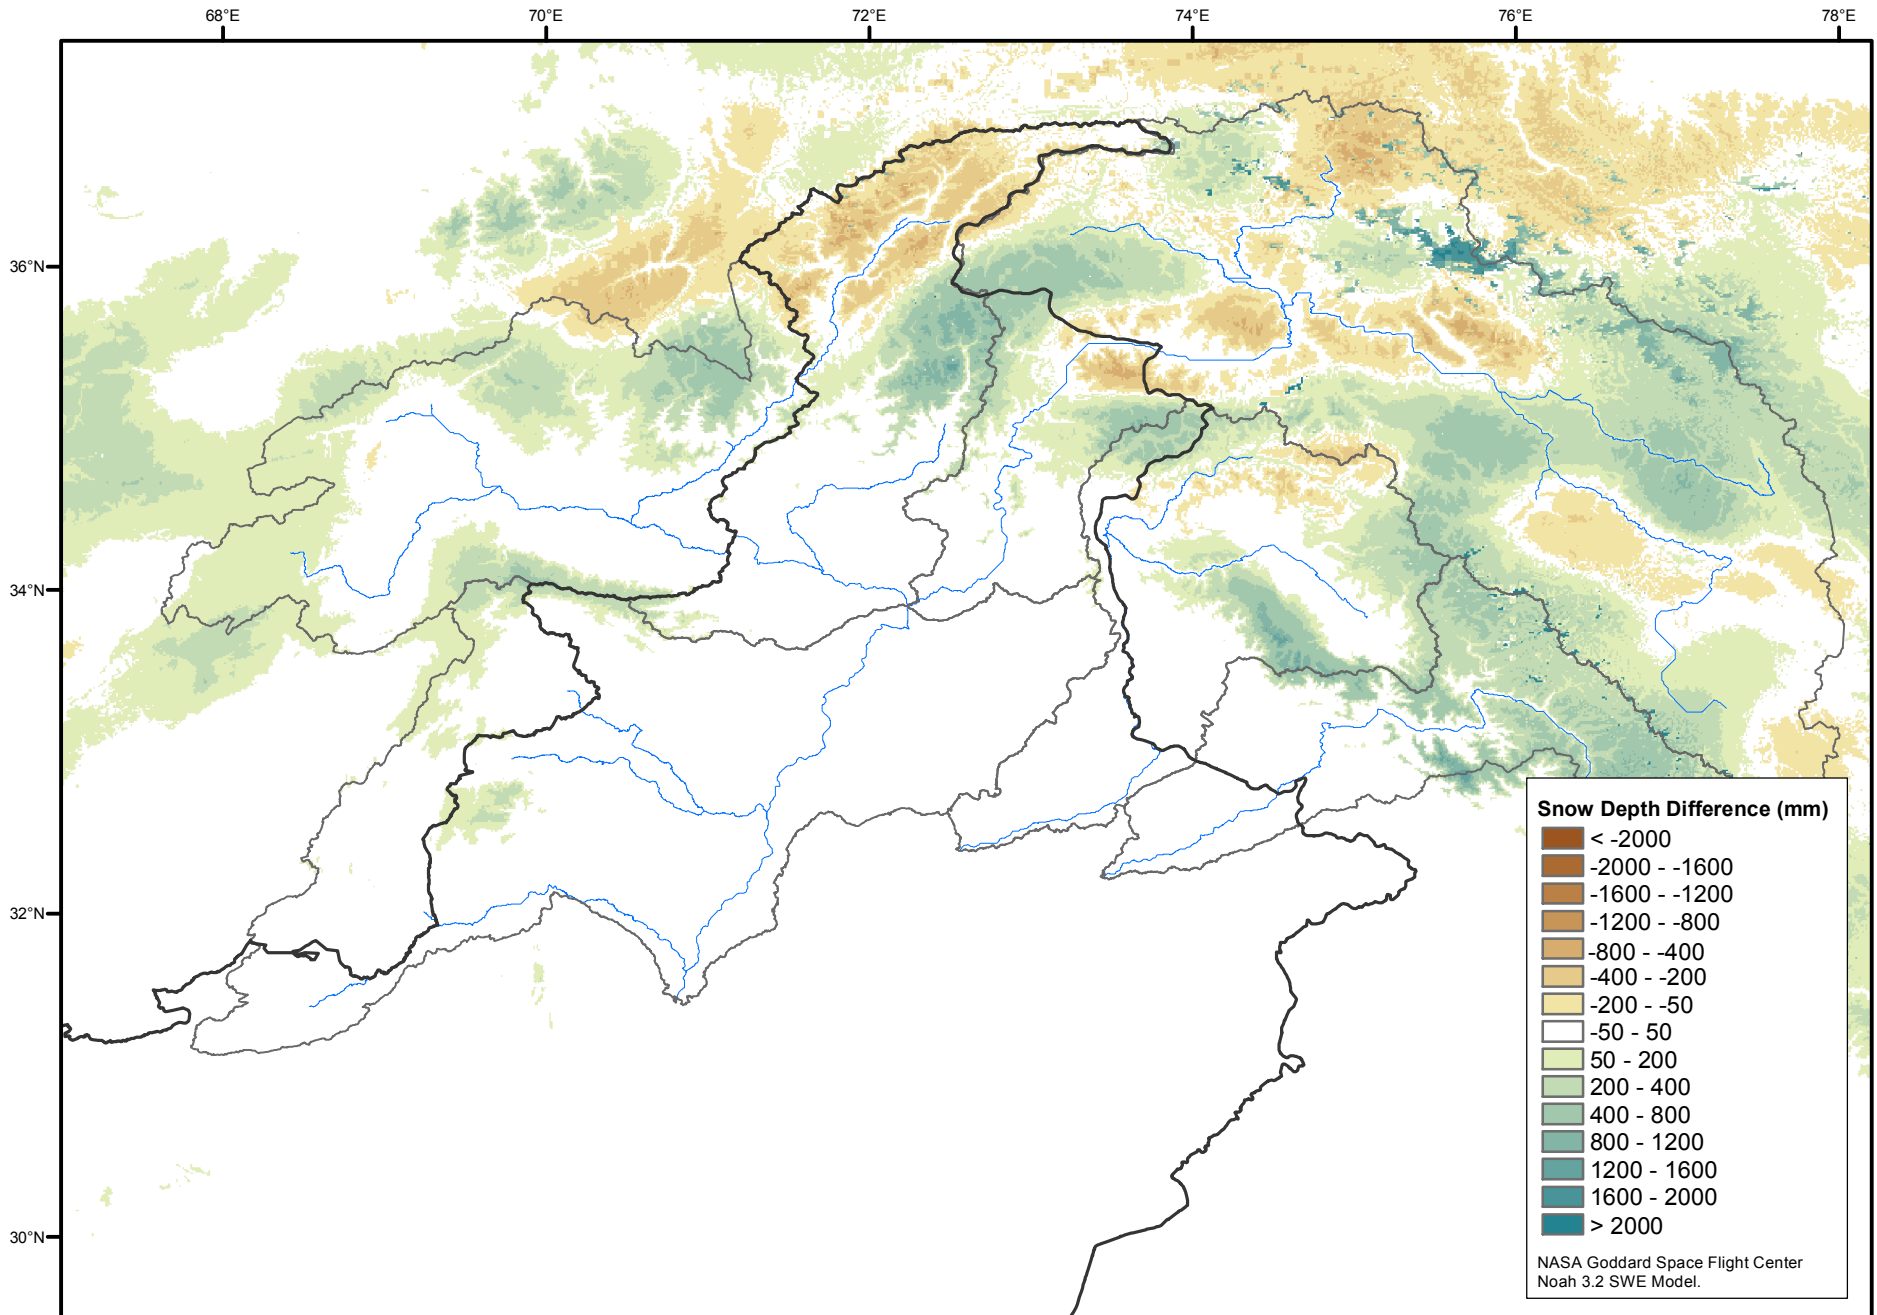 68°E 70°E 72°E 74°E 76°E 78°E
36°N
34°N
32°N
30°N
Snow Depth Difference (mm)
< -2000
-2000 - -1600
-1600 - -1200
-1200 - -800
-800 - -400
-400 - -200
-200 - -50
-50 - 50
50 - 200
200 - 400
400 - 800
800 - 1200
1200 - 1600
1600 - 2000
> 2000
NASA Goddard Space Flight Center
Noah 3.2 SWE Model.